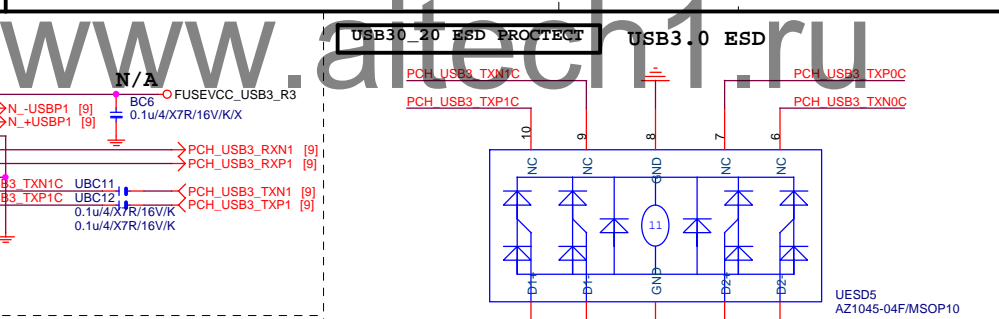 www.aitech1.ru
USB30_20 ESD PROCTECT
USB3.0 ESD
N/A
FUSEVCC_USB3_R3
BC6
0.1u/4/X7R/16V/K/X
N_-USBP1 [9]
N_+USBP1 [9]
PCH_USB3_RXN1 [9]
PCH_USB3_RXP1 [9]
B3_TXN1C UBC11
PCH_USB3_TXN1 [9]
B3_TXP1C UBC12
PCH_USB3_TXP1 [9]
0.1u/4/X7R/16V/K
0.1u/4/X7R/16V/K
PCH_USB3_TXN1C
PCH_USB3_TXP0C
PCH_USB3_TXP1C
PCH_USB3_TXN0C
10 9 8 7 6
NC NC GND NC NC
11
D1+ D1- GND D2+ D2-
UESD5
AZ1045-04F/MSOP10